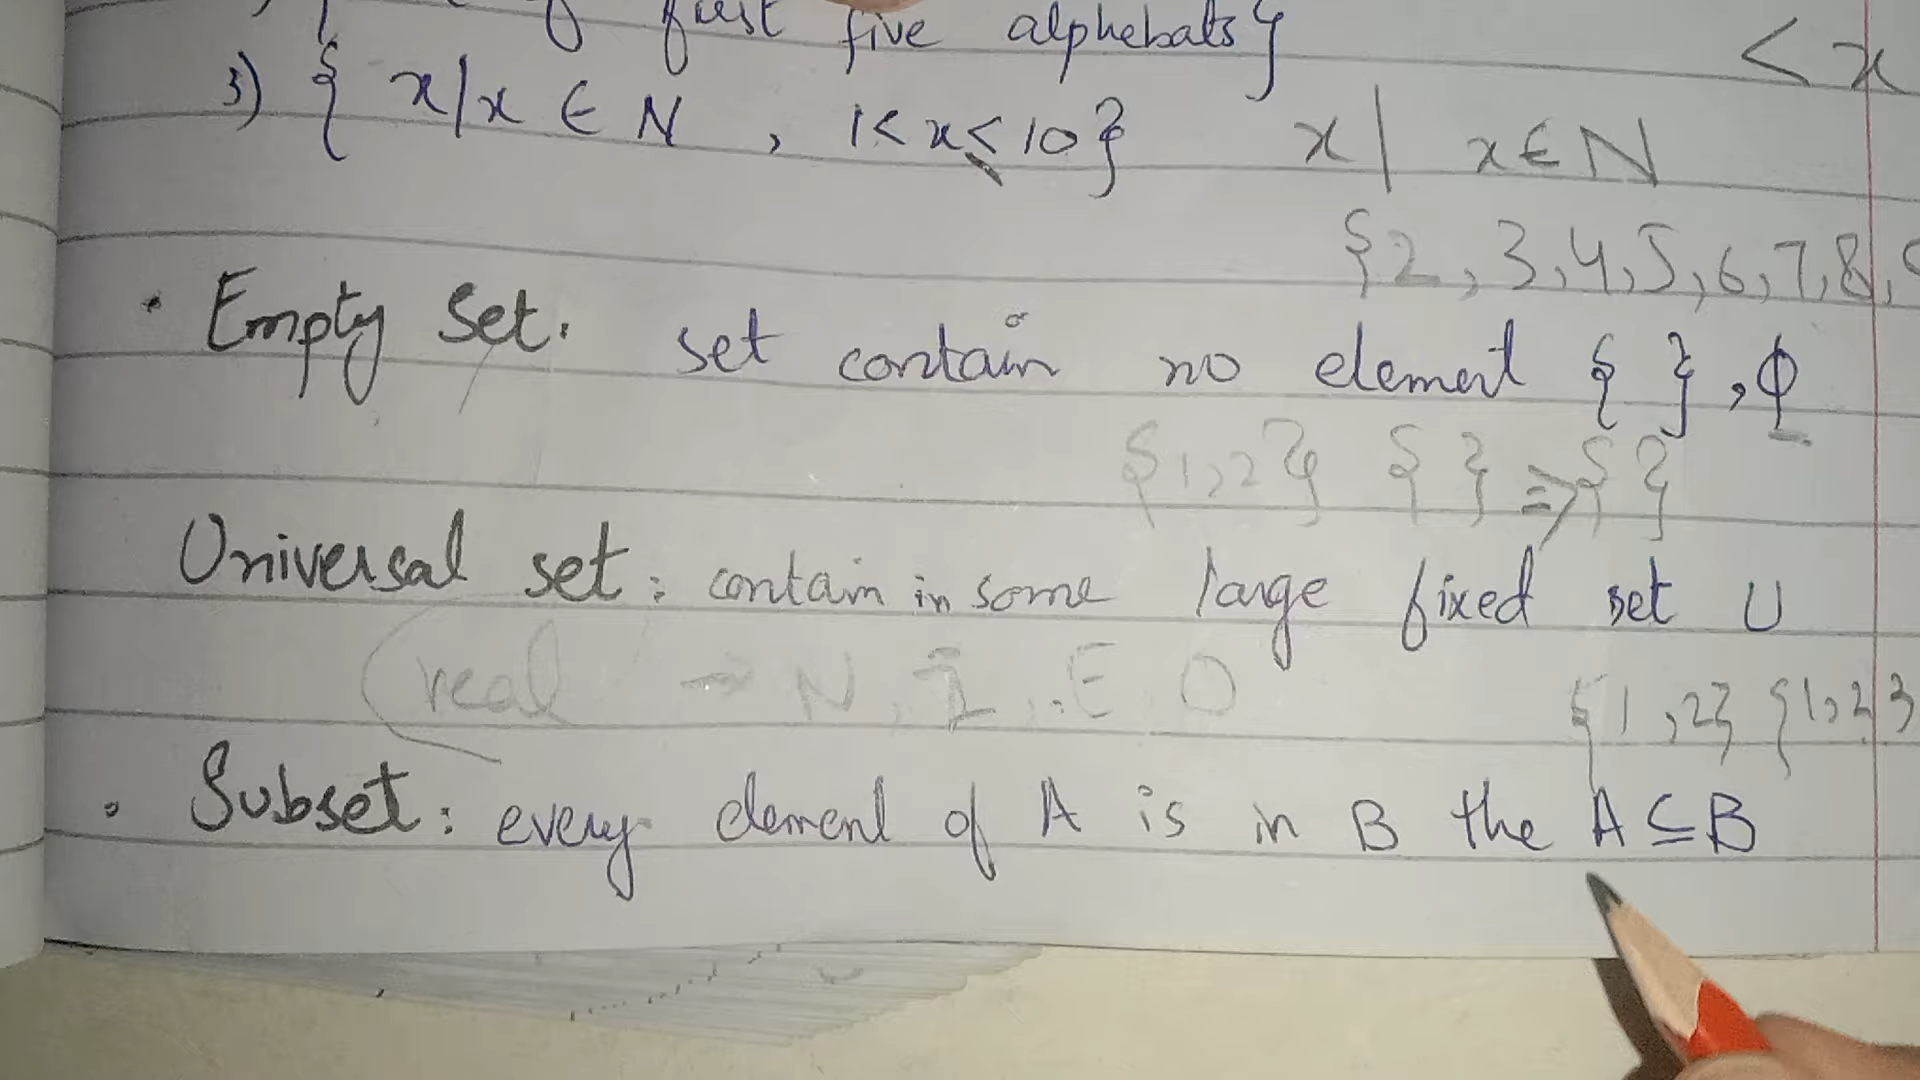 first five alphebats}
< x
3) { x/x ∈ N , 1< x ≤ 10}
x | x ∈ N
{2, 3, 4, 5, 6, 7, 8,
• Empty Set. set contain no element { }, ϕ
{1,2} { } => { }
Universal set: contain in some large fixed set U
(real → N, Z, E O
{1,2} {1,2,3
• Subset: every element of A is in B the A ⊆ B